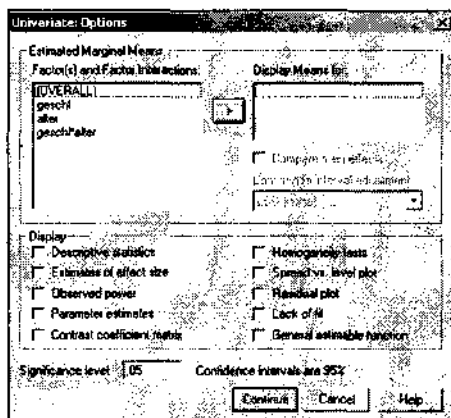 Univariate: Options
Estimated Marginal Means
Factor(s) and Factor Interactions:
(OVERALL)
geschl
alter
geschl*alter
Display Means for:
Compare main effects
Confidence interval adjustment
Display
Descriptive statistics
Estimates of effect size
Observed power
Parameter estimates
Contrast coefficient matrix
Homogeneity tests
Spread vs. level plot
Residual plot
Lack of fit
General estimable function
Significance level: .05
Confidence intervals are 95%
Continue
Cancel
Help